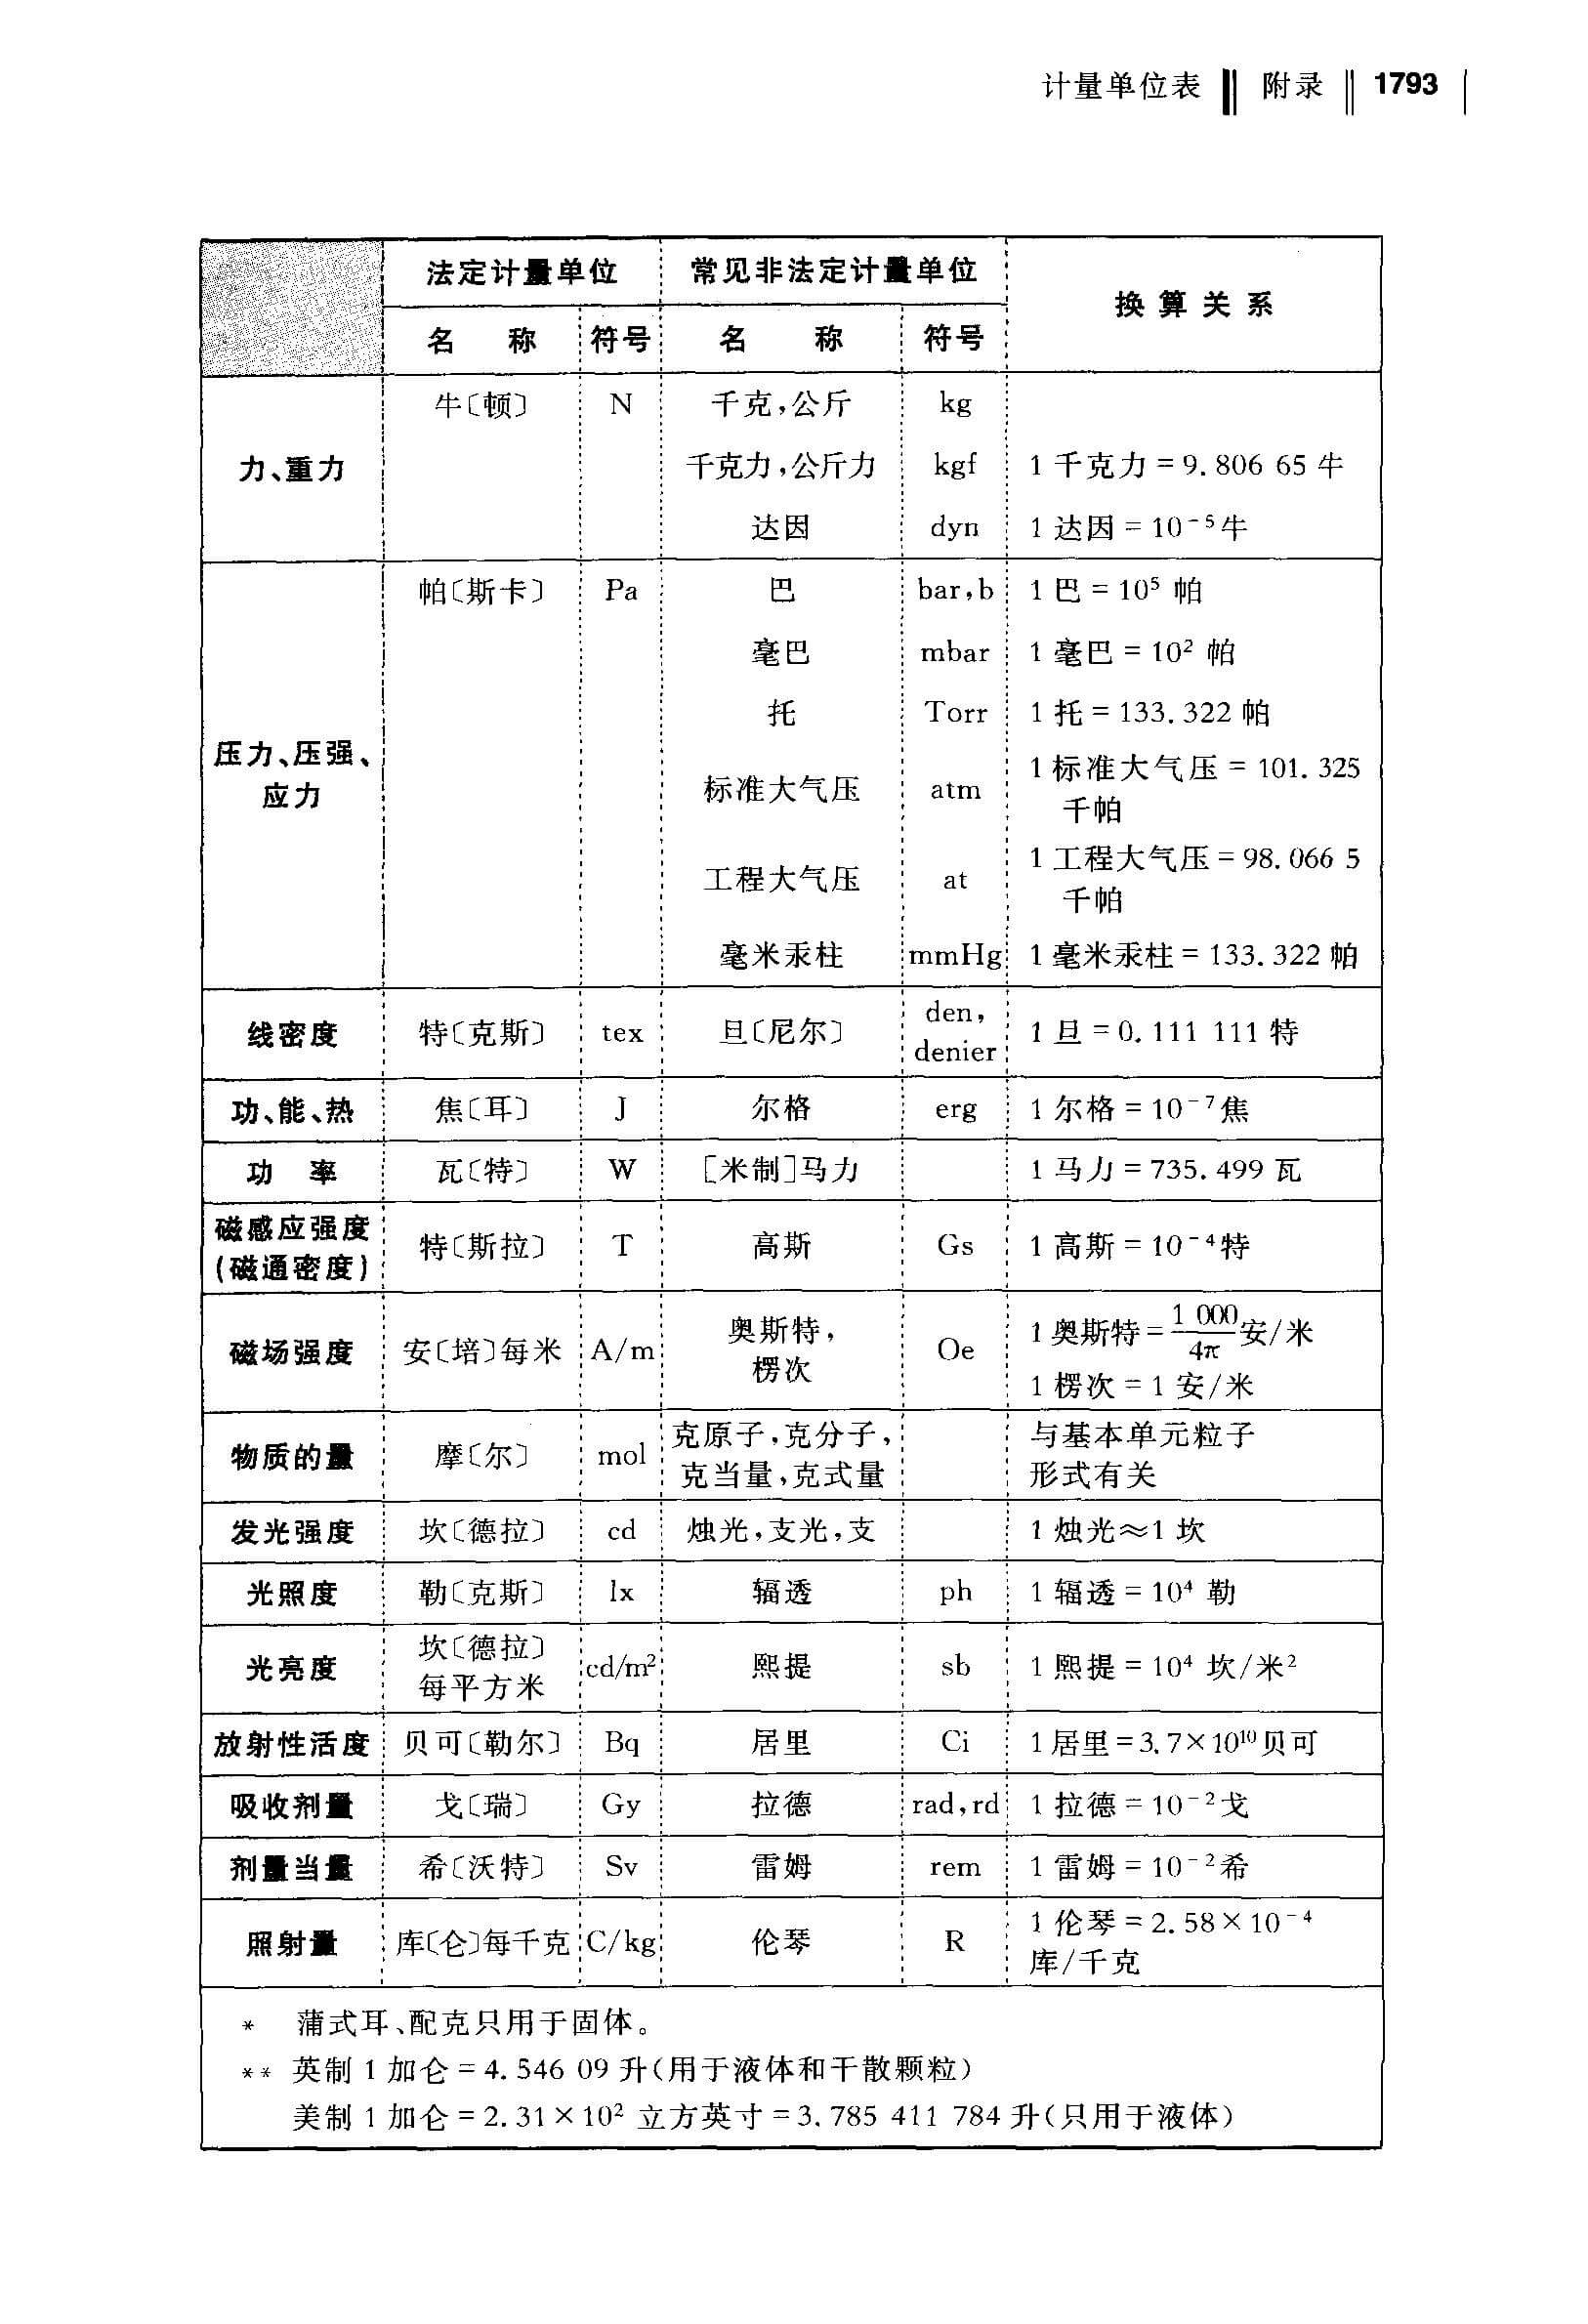 计量单位表 附录 1793
法定计量单位 常见非法定计量单位 换算关系
名称 符号 名称 符号
力、重力 牛〔顿〕 N 千克,公斤 kg
千克力,公斤力 kgf 1 千克力 = 9.806 65 牛
达因 dyn 1 达因 = 10⁻⁵牛
压力、压强、
应力
帕〔斯卡〕 Pa 巴 bar,b 1 巴 = 10⁵ 帕
毫巴 mbar 1 毫巴 = 10² 帕
托 Torr 1 托 = 133.322 帕
标准大气压 atm 1 标准大气压 = 101.325
千帕
工程大气压 at 1 工程大气压 = 98.066 5
千帕
毫米汞柱 mmHg 1 毫米汞柱 = 133.322 帕
线密度 特〔克斯〕 tex 旦〔尼尔〕 den,
denier
1 旦 = 0.111 111 特
功、能、热 焦〔耳〕 J 尔格 erg 1 尔格 = 10⁻⁷焦
功率 瓦〔特〕 W [米制]马力 1 马力 = 735.499 瓦
磁感应强度
(磁通密度)
特〔斯拉〕 T 高斯 Gs 1 高斯 = 10⁻⁴特
磁场强度 安〔培〕每米 A/m 奥斯特,
楞次
Oe 1 奥斯特 = 1 000/4π 安/米
1 楞次 = 1 安/米
物质的量 摩〔尔〕 mol 克原子,克分子,
克当量,克式量
与基本单元粒子
形式有关
发光强度 坎〔德拉〕 cd 烛光,支光,支 1 烛光≈1 坎
光照度 勒〔克斯〕 lx 辐透 ph 1 辐透 = 10⁴ 勒
光亮度 坎〔德拉〕
每平方米
cd/m² 熙提 sb 1 熙提 = 10⁴ 坎/米²
放射性活度 贝可〔勒尔〕 Bq 居里 Ci 1 居里 = 3.7×10¹⁰贝可
吸收剂量 戈〔瑞〕 Gy 拉德 rad,rd 1 拉德 = 10⁻²戈
剂量当量 希〔沃特〕 Sv 雷姆 rem 1 雷姆 = 10⁻²希
照射量 库〔仑〕每千克 C/kg 伦琴 R 1 伦琴 = 2.58×10⁻⁴
库/千克
* 蒲式耳、配克只用于固体。
** 英制 1 加仑 = 4.546 09 升(用于液体和干散颗粒)
美制 1 加仑 = 2.31×10² 立方英寸 = 3.785 411 784 升(只用于液体)